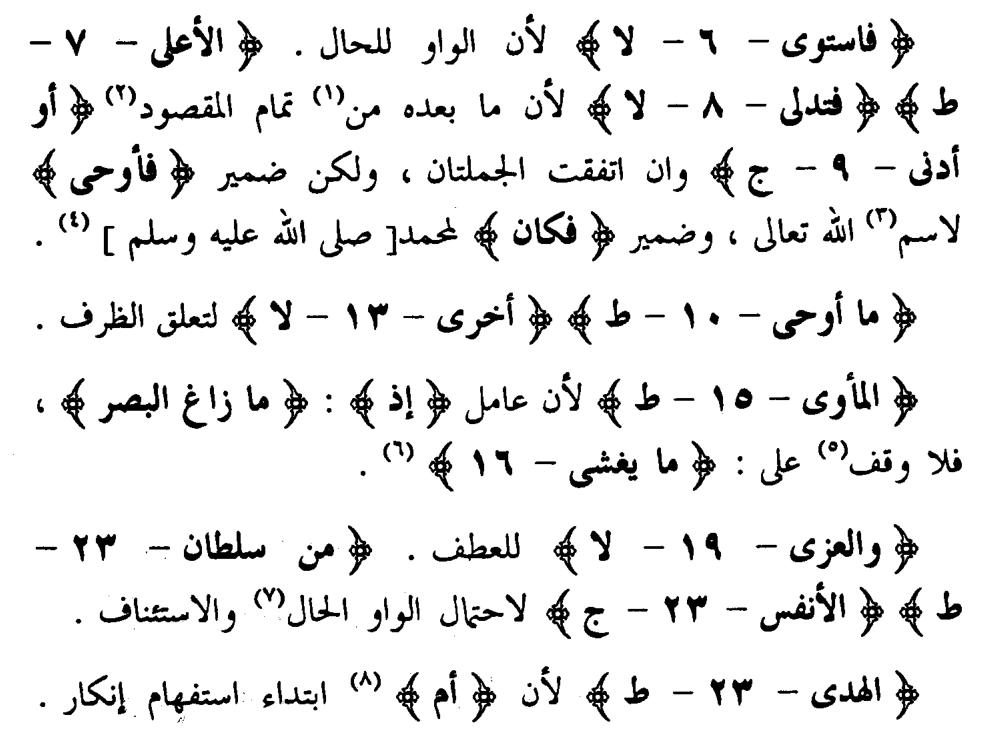 ﴿ فاستوى – ٦ – لا ﴾ لأن الواو للحال . ﴿ الأعلى – ٧ –
ط ﴾ ﴿ فتدلى – ٨ – لا ﴾ لأن ما بعده من(١) تمام المقصود(٢) ﴿ أو
أدنى – ٩ – ج ﴾ وان اتفقت الجملتان ، ولكن ضمير ﴿ فأوحى ﴾
لاسم(٣) الله تعالى ، وضمير ﴿ فكان ﴾ لمحمد[ صلى الله عليه وسلم ] (٤) .
﴿ ما أوحى – ١٠ – ط ﴾ ﴿ أخرى – ١٣ – لا ﴾ لتعلق الظرف .
﴿ المأوى – ١٥ – ط ﴾ لأن عامل ﴿ إذ ﴾ : ﴿ ما زاغ البصر ﴾ ،
فلا وقف(٥) على : ﴿ ما يغشى – ١٦ ﴾ (٦) .
﴿ والعزى – ١٩ – لا ﴾ للعطف . ﴿ من سلطان – ٢٣ –
ط ﴾ ﴿ الأنفس – ٢٣ – ج ﴾ لاحتمال الواو الحال(٧) والاستئناف .
﴿ الهدى – ٢٣ – ط ﴾ لأن ﴿ أم ﴾ (٨) ابتداء استفهام إنكار .